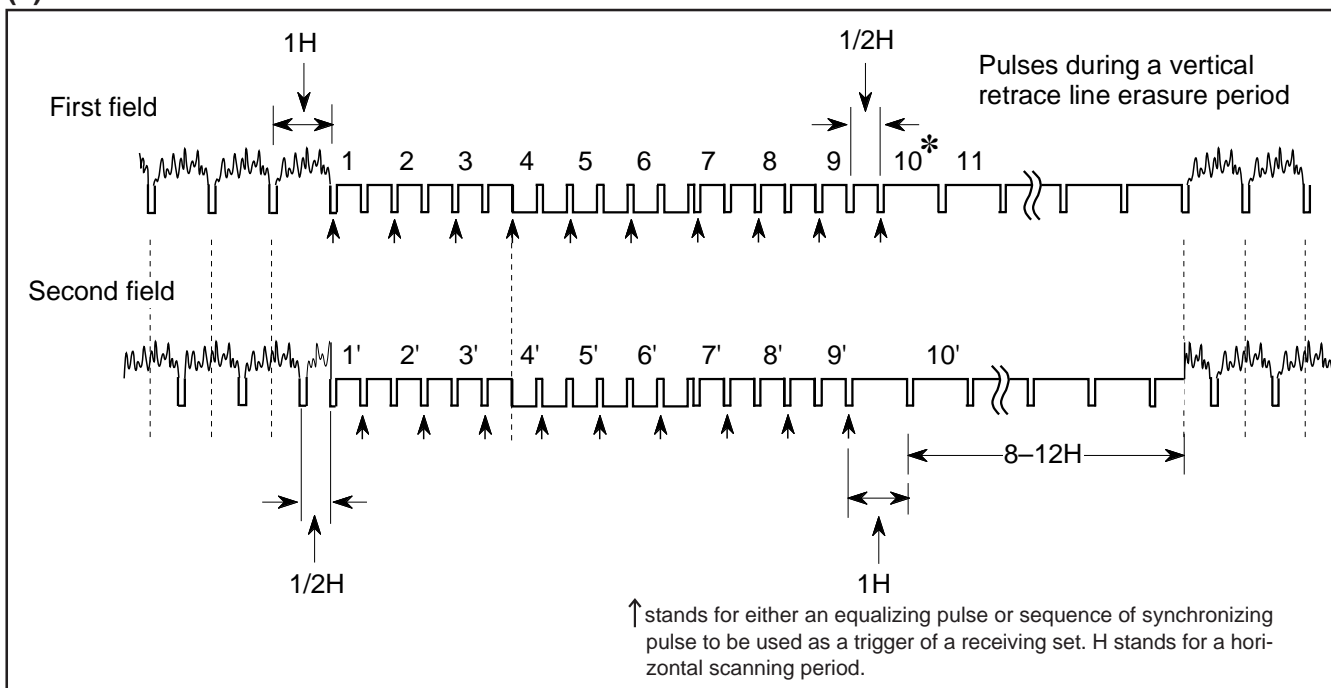 1H
1/2H
Pulses during a vertical
retrace line erasure period
First field
1 2 3 4 5 6 7 8 9 10* 11
Second field
1' 2' 3' 4' 5' 6' 7' 8' 9' 10'
8–12H
1/2H
1H
↑ stands for either an equalizing pulse or sequence of synchronizing
pulse to be used as a trigger of a receiving set. H stands for a hori-
zontal scanning period.